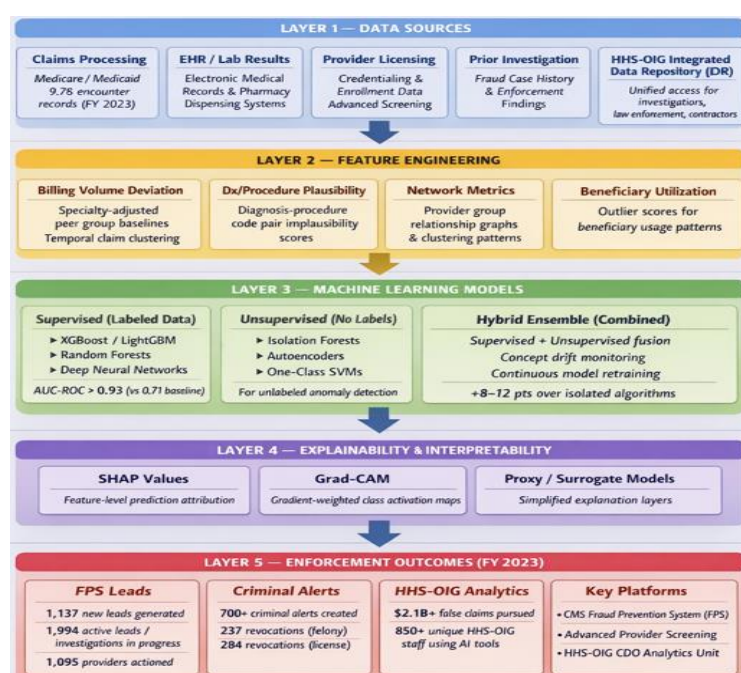 LAYER 1 — DATA SOURCES
Claims Processing
Medicare / Medicaid
9.76 encounter
records (FY 2023)
EHR / Lab Results
Electronic Medical
Records & Pharmacy
Dispensing Systems
Provider Licensing
Credentialing &
Enrollment Data
Advanced Screening
Prior Investigation
Fraud Case History
& Enforcement
Findings
HHS-OIG Integrated
Data Repository (DR)
Unified access for
investigatiors,
law enforcement, contractors
LAYER 2 — FEATURE ENGINEERING
Billing Volume Deviation
Specialty-adjusted
peer group baselines
Temporal claim clustering
Dx/Procedure Plausibility
Diagnosis-procedure
code pair implausibility
scores
Network Metrics
Provider group
relationship graphs
& clustering patterns
Beneficiary Utilization
Outlier scores for
beneficiary usage patterns
LAYER 3 — MACHINE LEARNING MODELS
Supervised (Labeled Data)
► XGBoost / LightGBM
► Random Forests
► Deep Neural Networks
AUC-ROC > 0.93 (vs 0.71 baseline)
Unsupervised (No Labels)
► Isolation Forests
► Autoencoders
► One-Class SVMs
For unlabeled anomaly detection
Hybrid Ensemble (Combined)
Supervised + Unsupervised fusion
Concept drift monitoring
Continuous model retraining
+8–12 pts over isolated algorithms
LAYER 4 — EXPLAINABILITY & INTERPRETABILITY
SHAP Values
Feature-level prediction attribution
Grad-CAM
Gradient-weighted class activation maps
Proxy / Surrogate Models
Simplified explanation layers
LAYER 5 — ENFORCEMENT OUTCOMES (FY 2023)
FPS Leads
1,137 new leads generated
1,994 active leads /
investigations in progress
1,095 providers actioned
Criminal Alerts
700+ criminal alerts created
237 revocations (felony)
284 revocations (license)
HHS-OIG Analytics
$2.1B+ false claims pursued
850+ unique HHS-OIG
staff using AI tools
Key Platforms
• CMS Fraud Prevention System (FPS)
• Advanced Provider Screening
• HHS-OIG CDO Analytics Unit